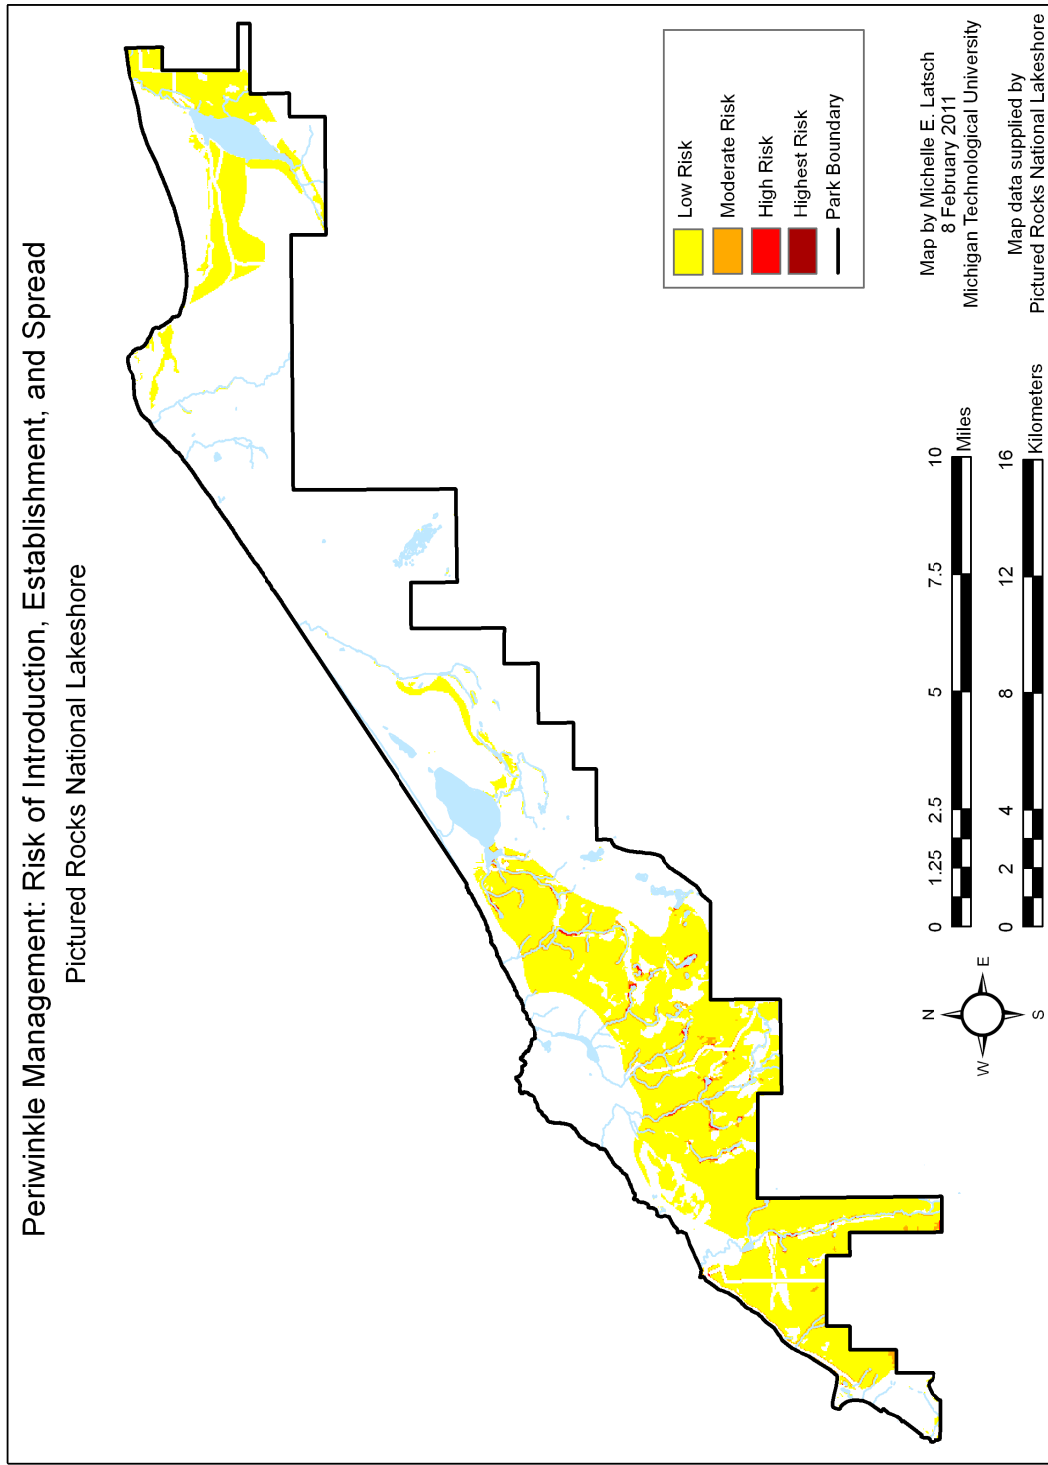 Periwinkle Management: Risk of Introduction, Establishment, and Spread
Pictured Rocks National Lakeshore
Low Risk
Moderate Risk
High Risk
Highest Risk
Park Boundary
N
W
E
S
0 1.25 2.5 5 7.5 10
Miles
0 2 4 8 12 16
Kilometers
Map by Michelle E. Latsch
8 February 2011
Michigan Technological University
Map data supplied by
Pictured Rocks National Lakeshore